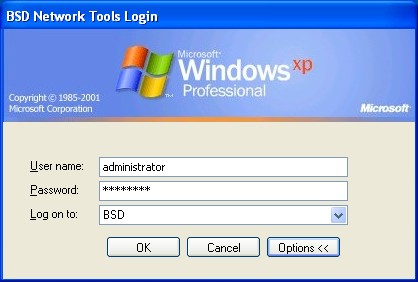 BSD Network Tools Login
Microsoft®
Windows xp
Professional
Copyright © 1985-2001
Microsoft Corporation
Microsoft
User name: administrator
Password: ********
Log on to: BSD
OK Cancel Options <<